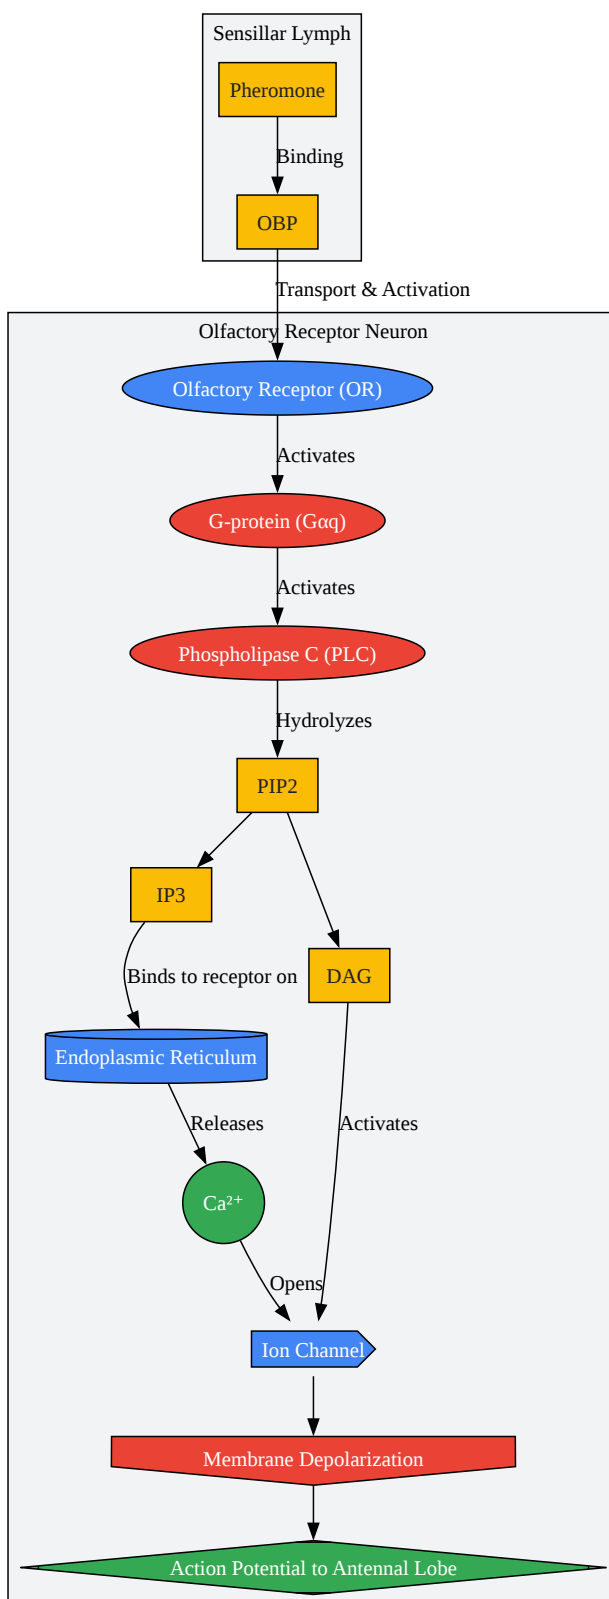 Sensillar Lymph
Pheromone
Binding
OBP
Transport & Activation
Olfactory Receptor Neuron
Olfactory Receptor (OR)
Activates
G-protein (Gαq)
Activates
Phospholipase C (PLC)
Hydrolyzes
PIP2
IP3
DAG
Binds to receptor on
Endoplasmic Reticulum
Releases
Activates
Ca²⁺
Opens
Ion Channel
Membrane Depolarization
Action Potential to Antennal Lobe